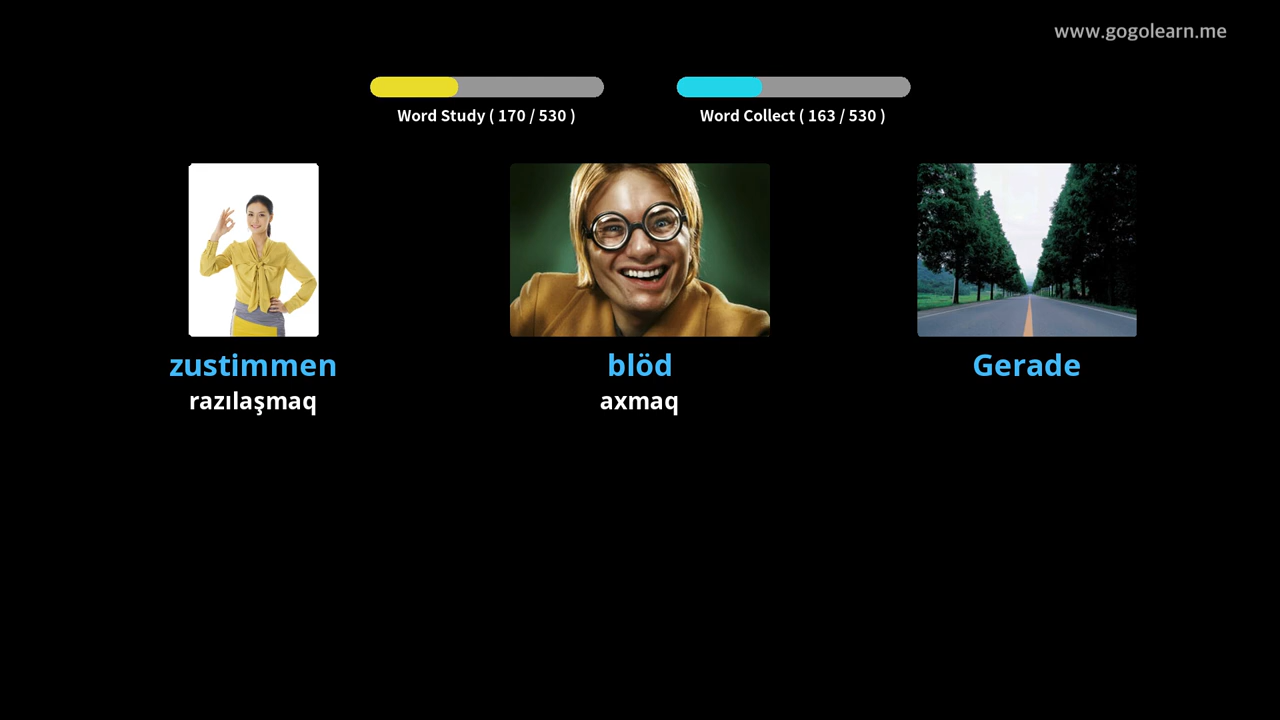 www.gogolearn.me
Word Study ( 170 / 530 )
Word Collect ( 163 / 530 )
zustimmen
razılaşmaq
blöd
axmaq
Gerade